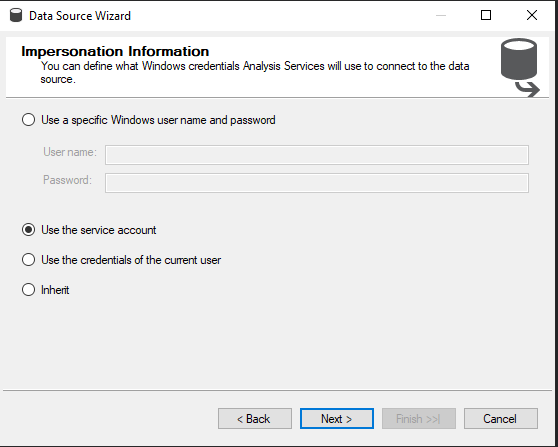 Data Source Wizard
Impersonation Information
You can define what Windows credentials Analysis Services will use to connect to the data
source.
Use a specific Windows user name and password
User name:
Password:
Use the service account
Use the credentials of the current user
Inherit
< Back
Next >
Finish >>|
Cancel